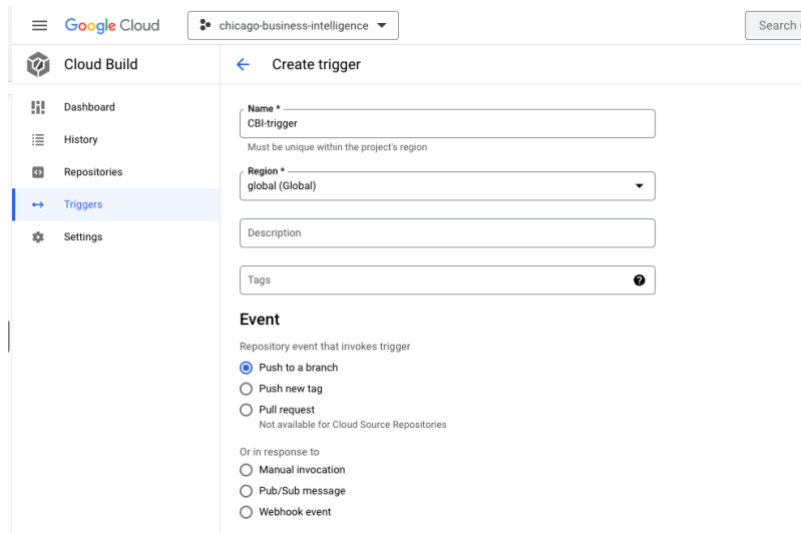 Google Cloud
chicago-business-intelligence
Search
Cloud Build
Create trigger
Dashboard
History
Repositories
Triggers
Settings
Name *
CBI-trigger
Must be unique within the project's region
Region *
global (Global)
Description
Tags
Event
Repository event that invokes trigger
Push to a branch
Push new tag
Pull request
Not available for Cloud Source Repositories
Or in response to
Manual invocation
Pub/Sub message
Webhook event